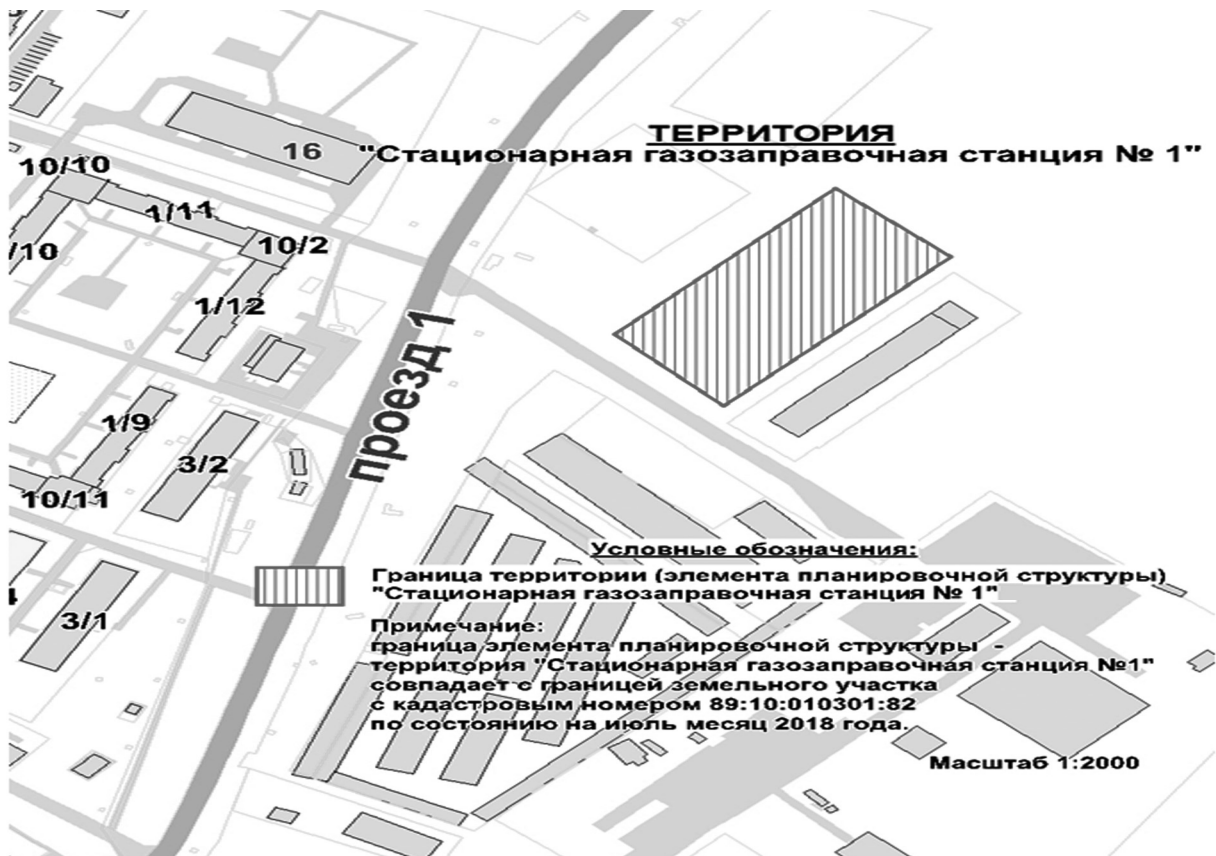 ТЕРРИТОРИЯ
"Стационарная газозаправочная станция № 1"
16
10/10
1/11
/10
10/2
1/12
проезд 1
1/9
3/2
10/11
3/1
Условные обозначения:
Граница территории (элемента планировочной структуры)
"Стационарная газозаправочная станция № 1"
Примечание:
граница элемента планировочной структуры -
территория "Стационарная газозаправочная станция №1"
совпадает с границей земельного участка
с кадастровым номером 89:10:010301:82
по состоянию на июль месяц 2018 года.
Масштаб 1:2000